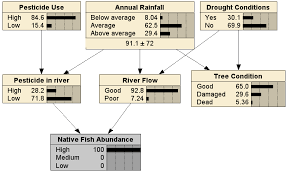 Pesticide Use
High 84.6
Low 15.4
Annual Rainfall
Below average 8.04
Average 62.5
Above average 29.4
91.1 ± 72
Drought Conditions
Yes 30.1
No 69.9
Pesticide in river
High 28.2
Low 71.8
River Flow
Good 92.8
Poor 7.24
Tree Condition
Good 65.0
Damaged 29.6
Dead 5.36
Native Fish Abundance
High 100
Medium 0
Low 0